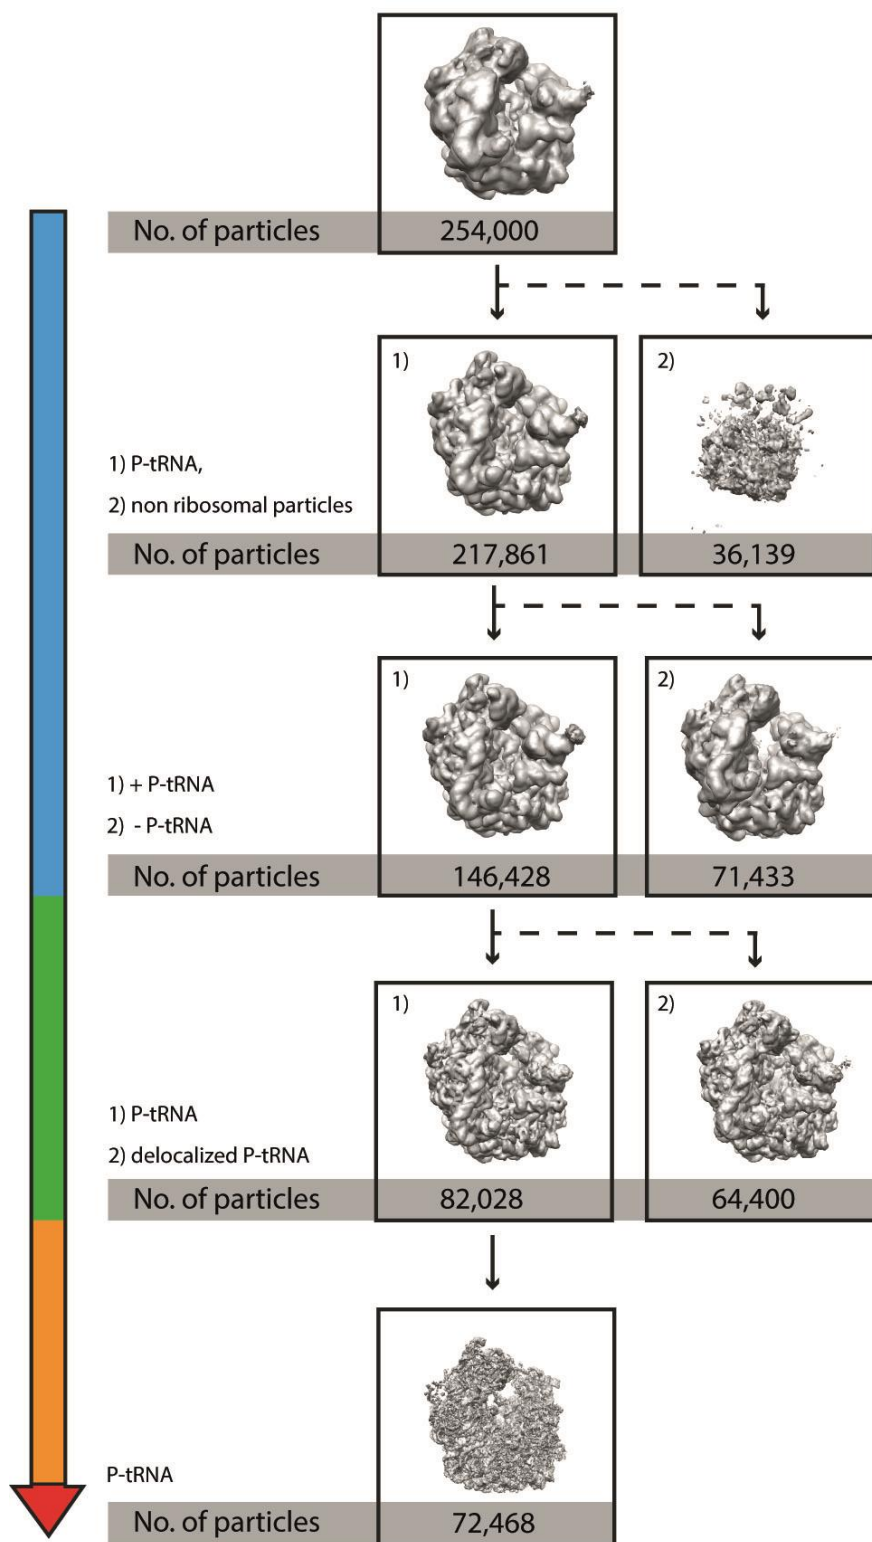 No. of particles 254,000
1) 2)
1) P-tRNA,
2) non ribosomal particles
No. of particles 217,861 36,139
1) 2)
1) + P-tRNA
2) - P-tRNA
No. of particles 146,428 71,433
1) 2)
1) P-tRNA
2) delocalized P-tRNA
No. of particles 82,028 64,400
P-tRNA
No. of particles 72,468